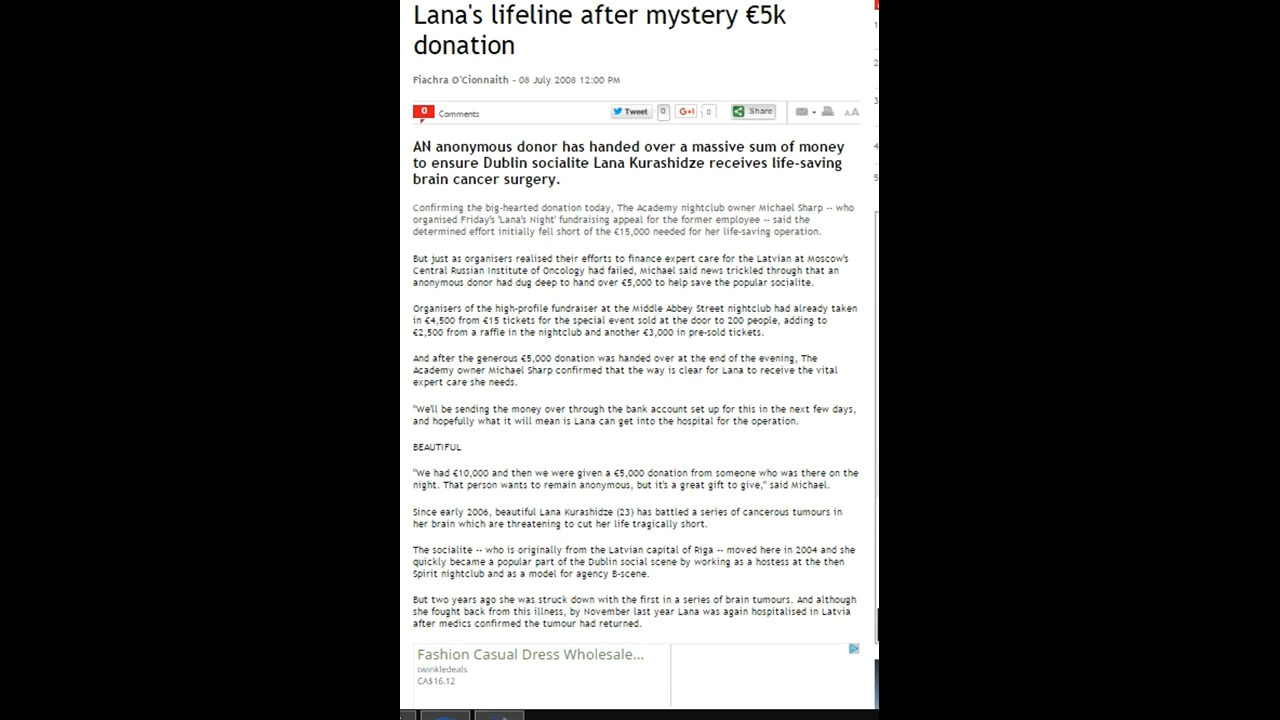 Lana's lifeline after mystery €5k
donation
Fiachra O'Cionnaith - 08 July 2008 12:00 PM
0
Comments
Tweet
0
G+1
0
Share
AA
1
2
3
4
5
AN anonymous donor has handed over a massive sum of money
to ensure Dublin socialite Lana Kurashidze receives life-saving
brain cancer surgery.
Confirming the big-hearted donation today, The Academy nightclub owner Michael Sharp -- who
organised Friday's 'Lana's Night' fundraising appeal for the former employee -- said the
determined effort initially fell short of the €15,000 needed for her life-saving operation.
But just as organisers realised their efforts to finance expert care for the Latvian at Moscow's
Central Russian Institute of Oncology had failed, Michael said news trickled through that an
anonymous donor had dug deep to hand over €5,000 to help save the popular socialite.
Organisers of the high-profile fundraiser at the Middle Abbey Street nightclub had already taken
in €4,500 from €15 tickets for the special event sold at the door to 200 people, adding to
€2,500 from a raffle in the nightclub and another €3,000 in pre-sold tickets.
And after the generous €5,000 donation was handed over at the end of the evening, The
Academy owner Michael Sharp confirmed that the way is clear for Lana to receive the vital
expert care she needs.
"We'll be sending the money over through the bank account set up for this in the next few days,
and hopefully what it will mean is Lana can get into the hospital for the operation.
BEAUTIFUL
"We had €10,000 and then we were given a €5,000 donation from someone who was there on the
night. That person wants to remain anonymous, but it's a great gift to give," said Michael.
Since early 2006, beautiful Lana Kurashidze (23) has battled a series of cancerous tumours in
her brain which are threatening to cut her life tragically short.
The socialite -- who is originally from the Latvian capital of Riga -- moved here in 2004 and she
quickly became a popular part of the Dublin social scene by working as a hostess at the then
Spirit nightclub and as a model for agency B-scene.
But two years ago she was struck down with the first in a series of brain tumours. And although
she fought back from this illness, by November last year Lana was again hospitalised in Latvia
after medics confirmed the tumour had returned.
Fashion Casual Dress Wholesale...
twinkledeals
CA$16.12